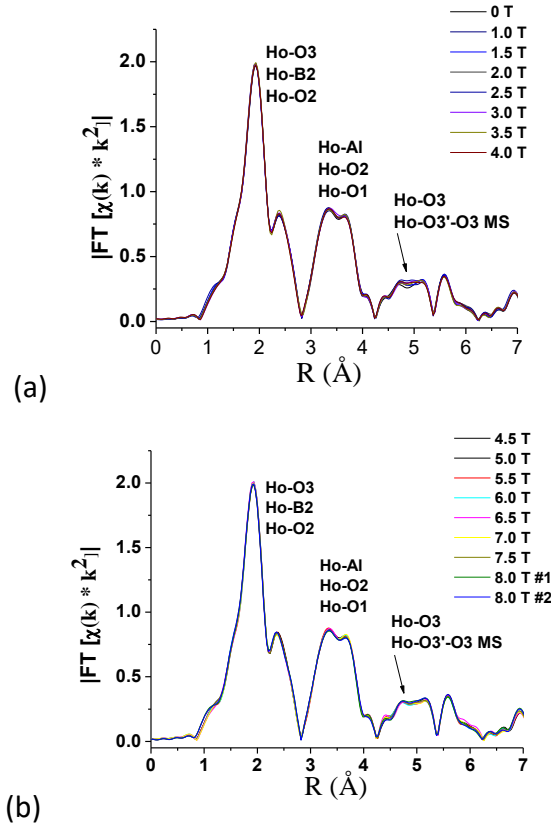 0 T
1.0 T
1.5 T
2.0 T
2.5 T
3.0 T
3.5 T
4.0 T
Ho-O3
Ho-B2
Ho-O2
Ho-Al
Ho-O2
Ho-O1
Ho-O3
Ho-O3'-O3 MS
|FT [χ(k) * k²]|
2.0
1.5
1.0
0.5
0.0
0 1 2 3 4 5 6 7
R (Å)
(a)
4.5 T
5.0 T
5.5 T
6.0 T
6.5 T
7.0 T
7.5 T
8.0 T #1
8.0 T #2
Ho-O3
Ho-B2
Ho-O2
Ho-Al
Ho-O2
Ho-O1
Ho-O3
Ho-O3'-O3 MS
|FT [χ(k) * k²]|
2.0
1.5
1.0
0.5
0.0
0 1 2 3 4 5 6 7
R (Å)
(b)